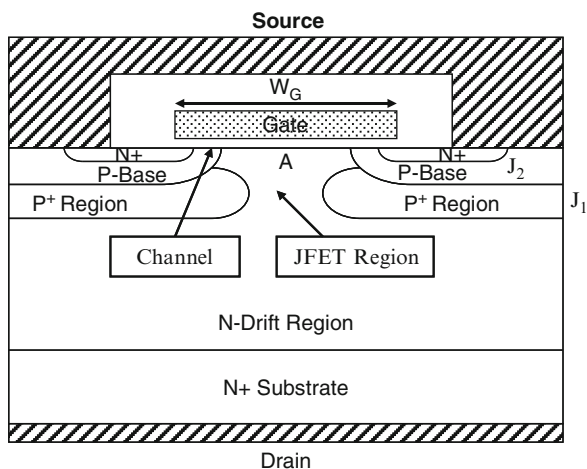 Source
W_G
Gate
N+ A N+
P-Base P-Base J_2
P+ Region P+ Region J_1
Channel JFET Region
N-Drift Region
N+ Substrate
Drain